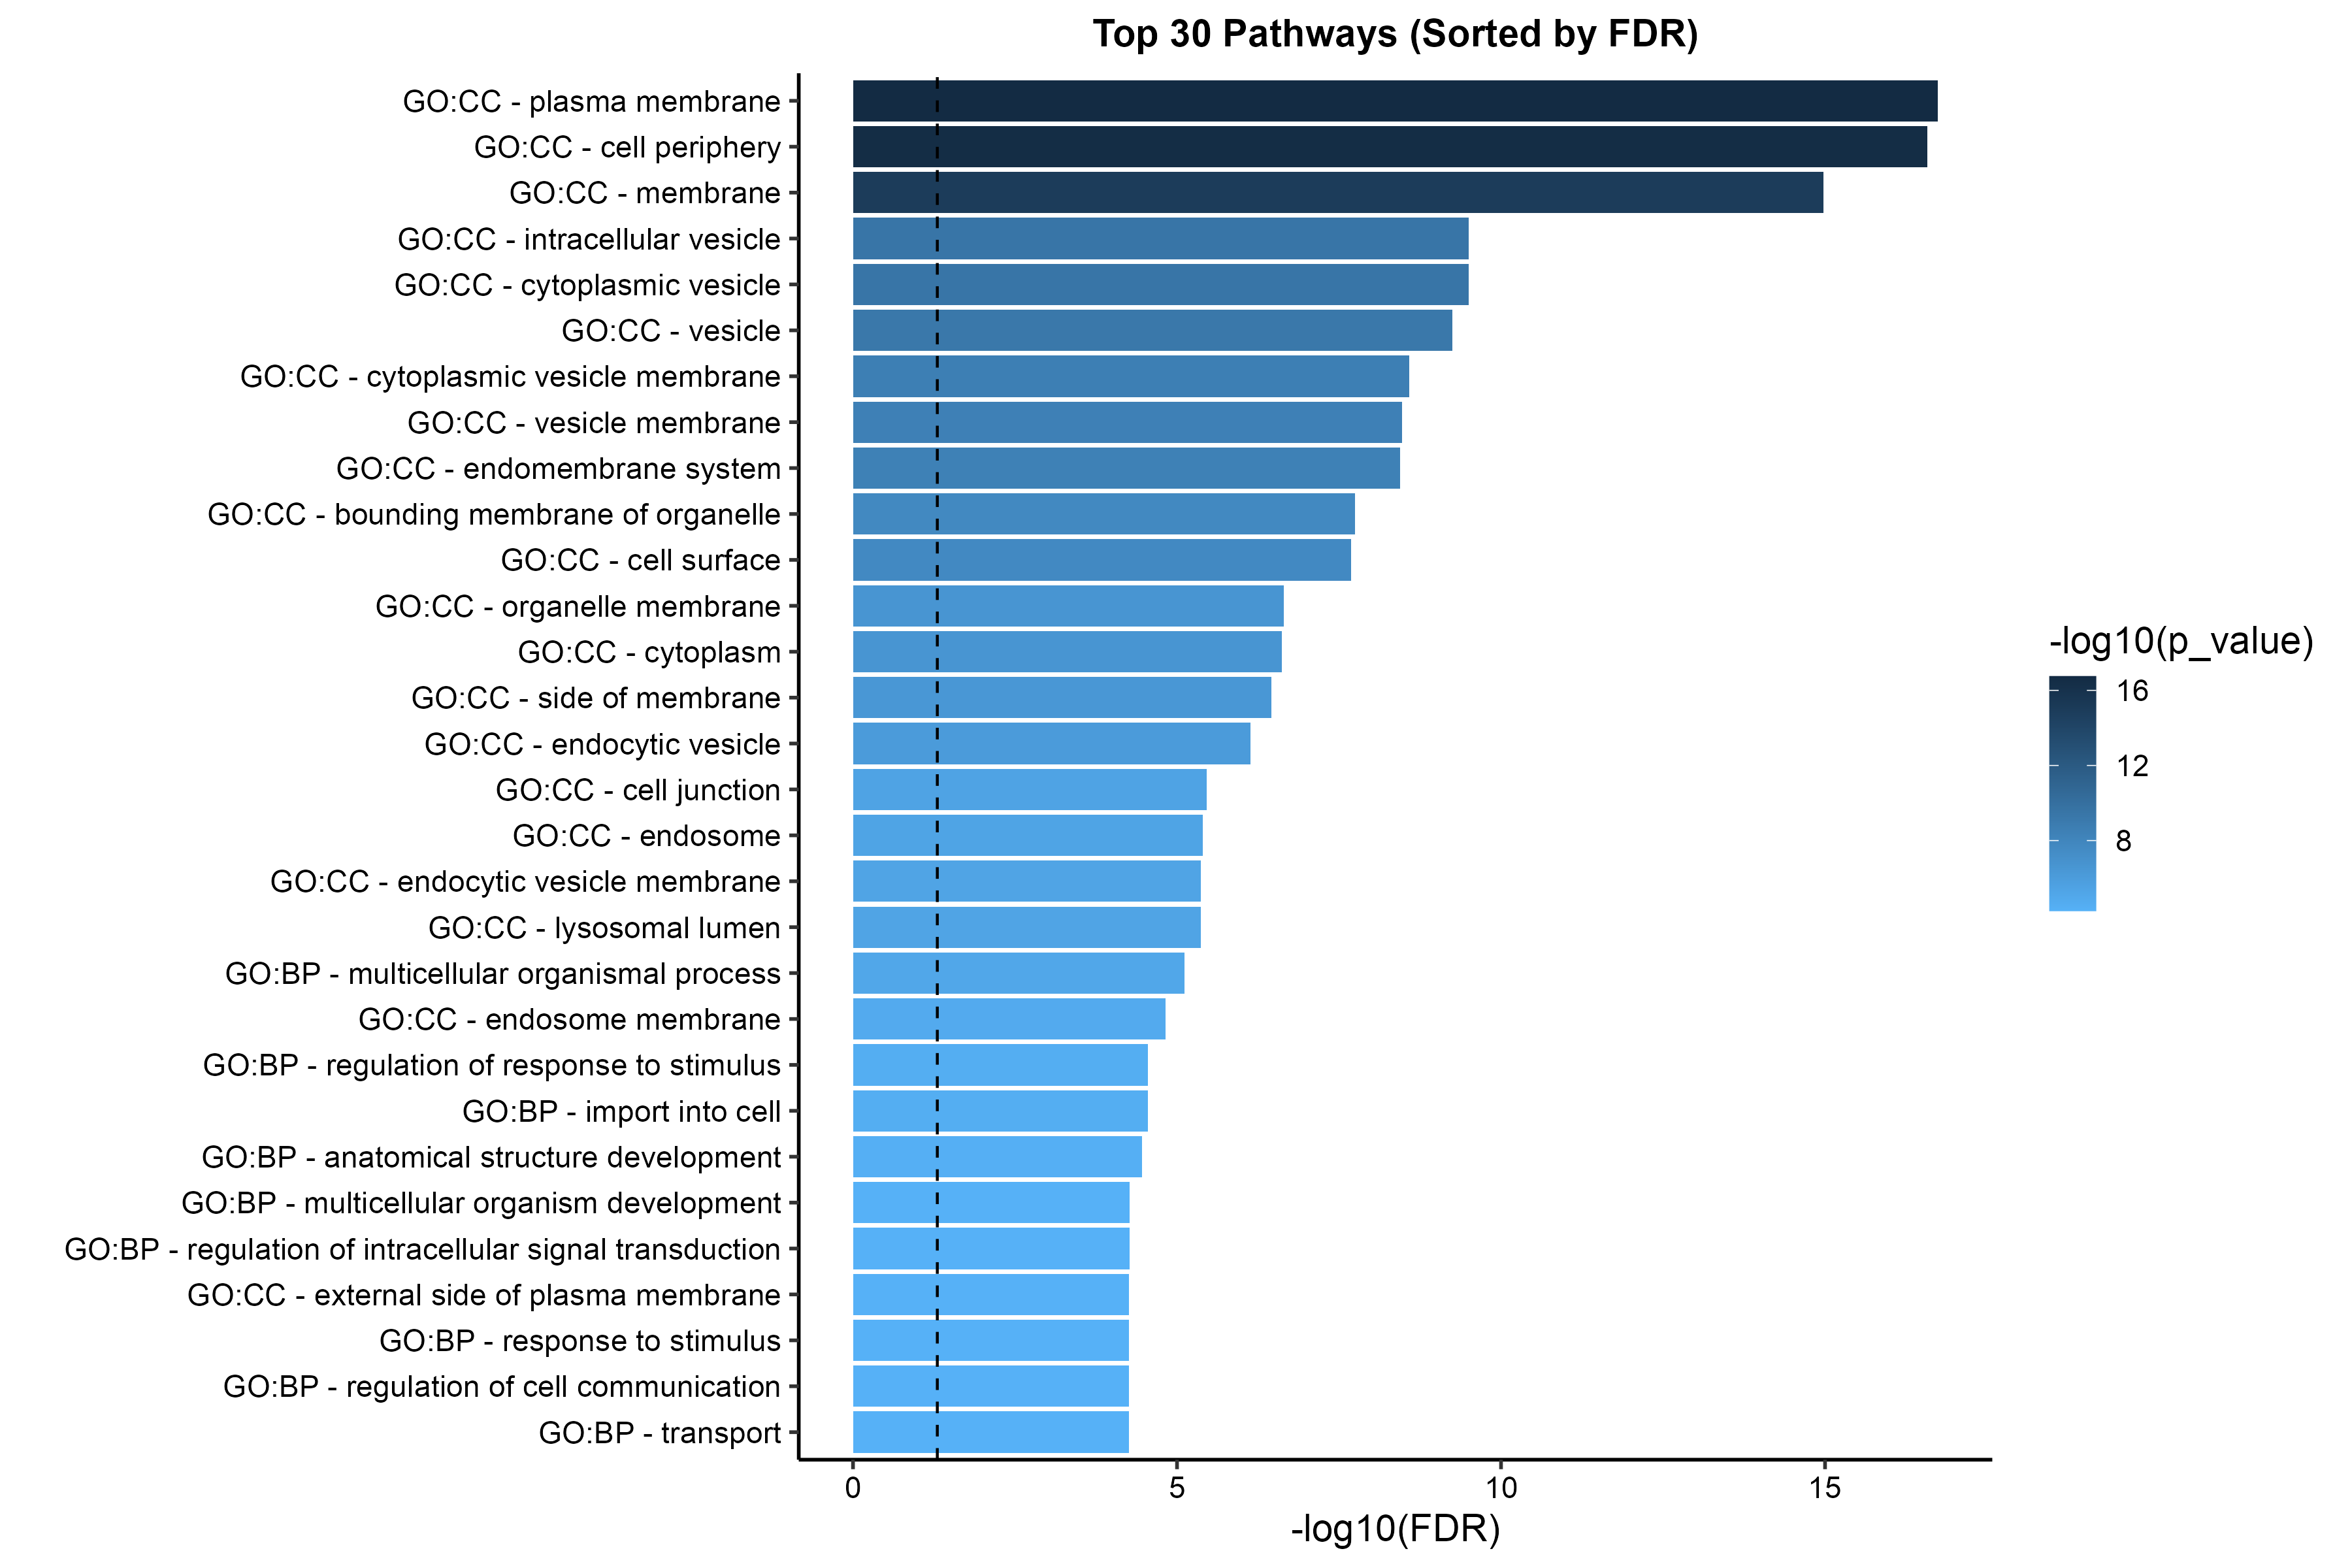 Top 30 Pathways (Sorted by FDR)
GO:CC - plasma membrane
GO:CC - cell periphery
GO:CC - membrane
GO:CC - intracellular vesicle
GO:CC - cytoplasmic vesicle
GO:CC - vesicle
GO:CC - cytoplasmic vesicle membrane
GO:CC - vesicle membrane
GO:CC - endomembrane system
GO:CC - bounding membrane of organelle
GO:CC - cell surface
GO:CC - organelle membrane
GO:CC - cytoplasm
GO:CC - side of membrane
GO:CC - endocytic vesicle
GO:CC - cell junction
GO:CC - endosome
GO:CC - endocytic vesicle membrane
GO:CC - lysosomal lumen
GO:BP - multicellular organismal process
GO:CC - endosome membrane
GO:BP - regulation of response to stimulus
GO:BP - import into cell
GO:BP - anatomical structure development
GO:BP - multicellular organism development
GO:BP - regulation of intracellular signal transduction
GO:CC - external side of plasma membrane
GO:BP - response to stimulus
GO:BP - regulation of cell communication
GO:BP - transport
0 5 10 15
-log10(FDR)
-log10(p_value)
16
12
8